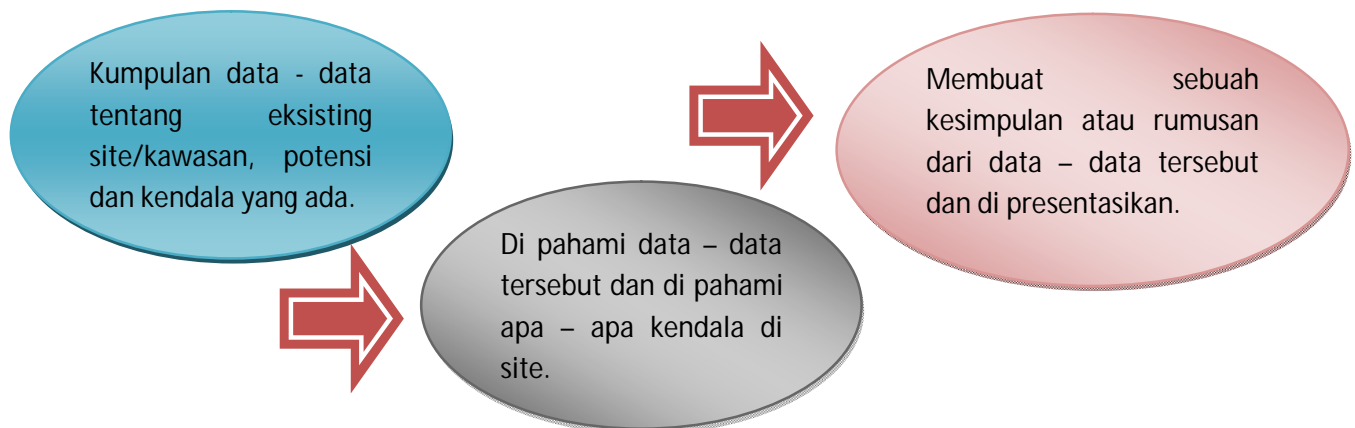 Kumpulan data - data
tentang eksisting
site/kawasan, potensi
dan kendala yang ada.
Di pahami data – data
tersebut dan di pahami
apa – apa kendala di
site.
Membuat sebuah
kesimpulan atau rumusan
dari data – data tersebut
dan di presentasikan.